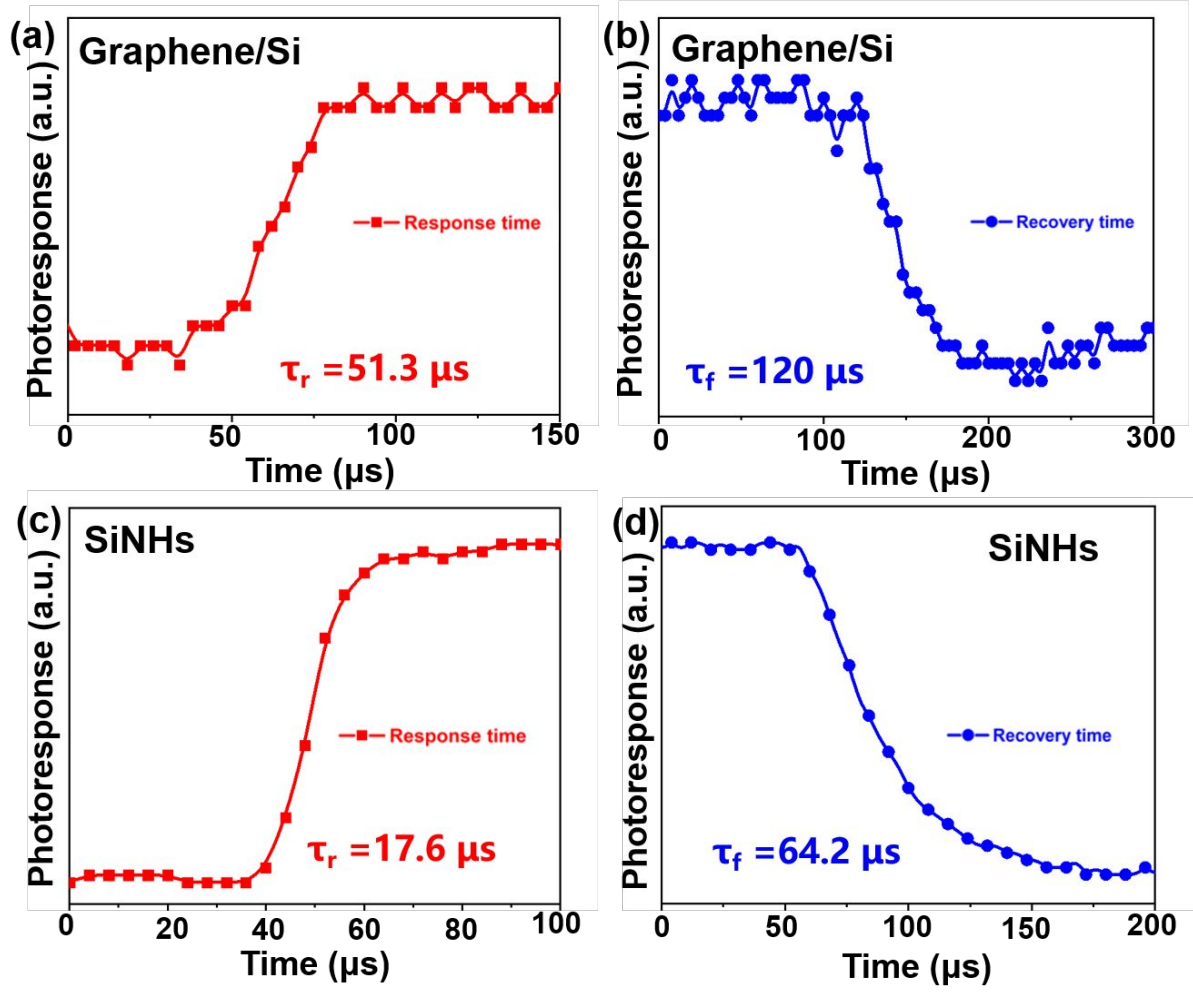 (a)
Graphene/Si
Photoresponse (a.u.)
Response time
τr =51.3 μs
0 50 100 150
Time (μs)
(b)
Graphene/Si
Photoresponse (a.u.)
Recovery time
τf =120 μs
0 100 200 300
Time (μs)
(c)
SiNHs
Photoresponse (a.u.)
Response time
τr =17.6 μs
0 20 40 60 80 100
Time (μs)
(d)
SiNHs
Photoresponse (a.u.)
Recovery time
τf =64.2 μs
0 50 100 150 200
Time (μs)